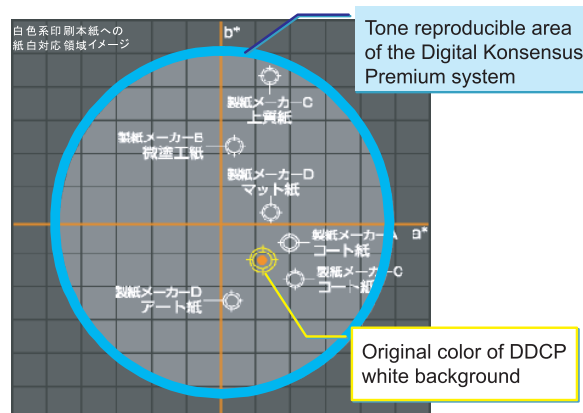 白色系印刷本紙への
紙白対応領域イメージ
b*
Tone reproducible area
of the Digital Konsensus
Premium system
製紙メーカーC
上質紙
製紙メーカーB
微塗工紙
製紙メーカーD
マット紙
a*
製紙メーカーA
コート紙
製紙メーカーC
コート紙
製紙メーカーD
アート紙
Original color of DDCP
white background